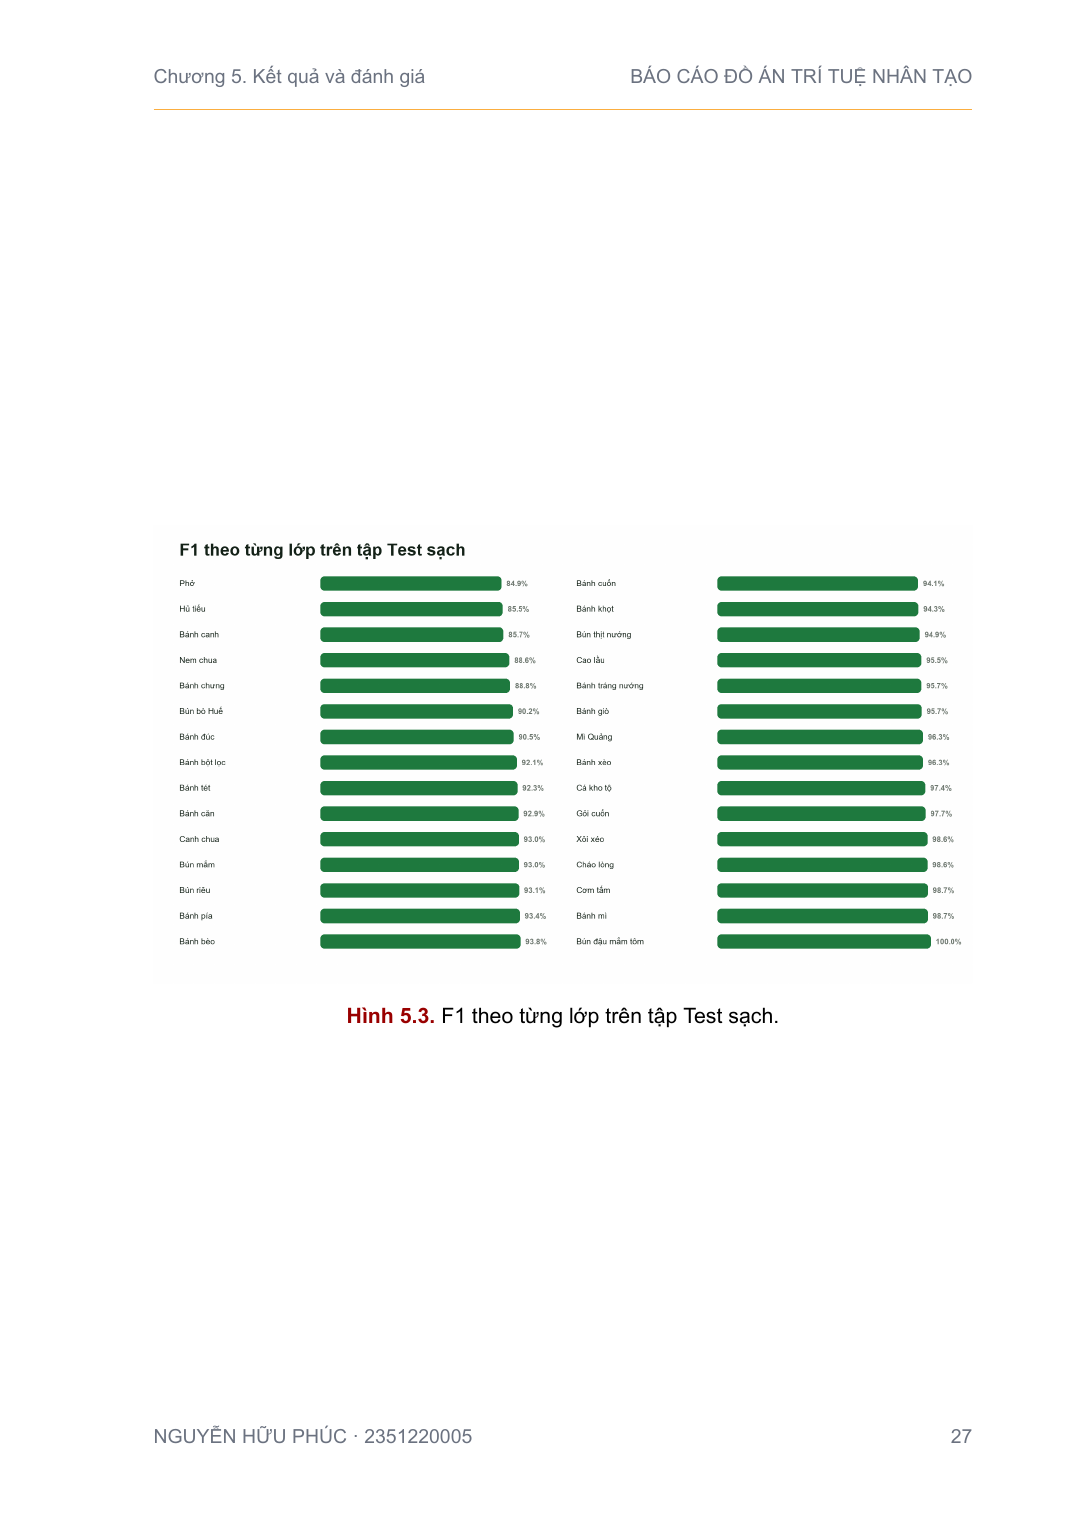 Chương 5. Kết quả và đánh giá
BÁO CÁO ĐỒ ÁN TRÍ TUỆ NHÂN TẠO
F1 theo từng lớp trên tập Test sạch
Phở 84.9%
Hủ tiếu 85.5%
Bánh canh 85.7%
Nem chua 88.6%
Bánh chưng 88.8%
Bún bò Huế 90.2%
Bánh đúc 90.5%
Bánh bột lọc 92.1%
Bánh tét 92.3%
Bánh căn 92.9%
Canh chua 93.0%
Bún mắm 93.0%
Bún riêu 93.1%
Bánh pía 93.4%
Bánh bèo 93.8%
Bánh cuốn 94.1%
Bánh khọt 94.3%
Bún thịt nướng 94.9%
Cao lầu 95.5%
Bánh tráng nướng 95.7%
Bánh giò 95.7%
Mì Quảng 96.3%
Bánh xèo 96.3%
Cá kho tộ 97.4%
Gỏi cuốn 97.7%
Xôi xéo 98.6%
Cháo lòng 98.6%
Cơm tấm 98.7%
Bánh mì 98.7%
Bún đậu mắm tôm 100.0%
Hình 5.3. F1 theo từng lớp trên tập Test sạch.
NGUYỄN HỮU PHÚC · 2351220005
27